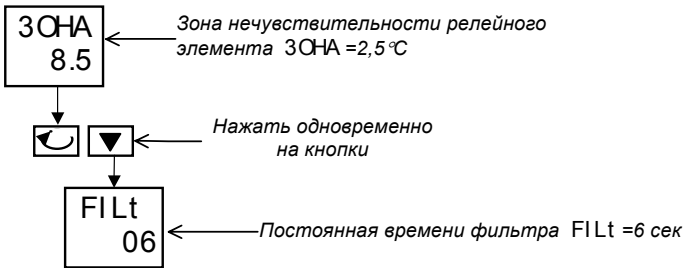 ЗОНА
8.5
Зона нечувствительности релейного
элемента ЗОНА =2,5°С
Нажать одновременно
на кнопки
FILt
06
Постоянная времени фильтра FILt =6 сек